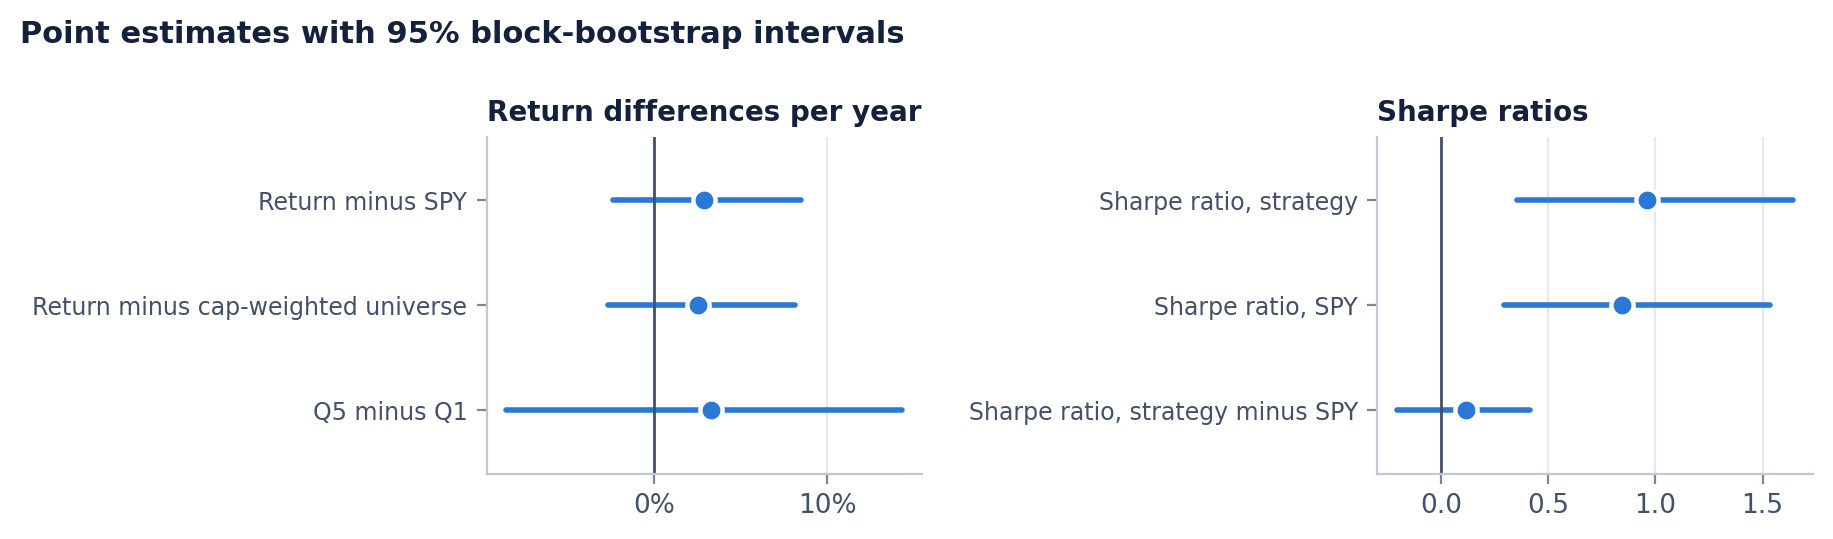 Point estimates with 95% block-bootstrap intervals
Return differences per year
Return minus SPY
Return minus cap-weighted universe
Q5 minus Q1
0% 10%
Sharpe ratios
Sharpe ratio, strategy
Sharpe ratio, SPY
Sharpe ratio, strategy minus SPY
0.0 0.5 1.0 1.5